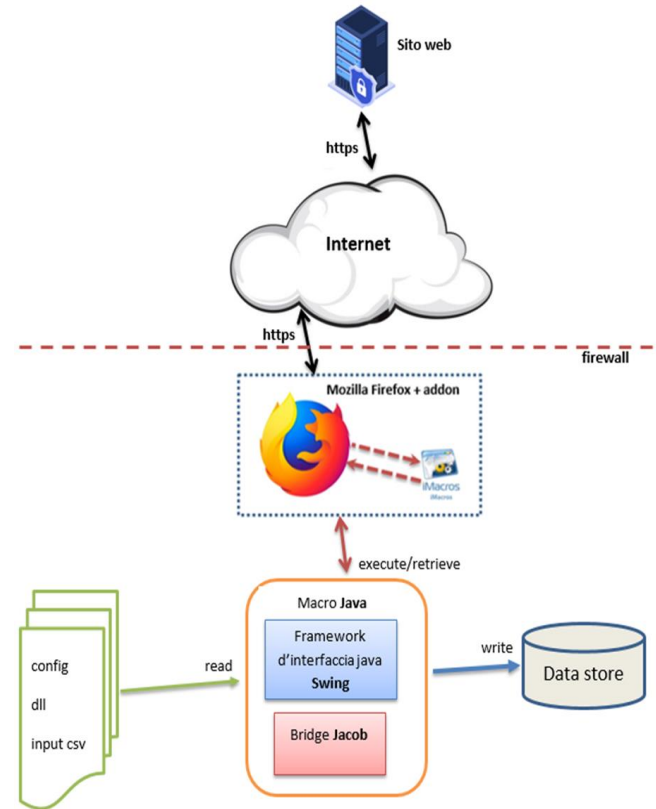 Sito web
https
Internet
https
firewall
Mozilla Firefox + addon
iMacros
iMacros
execute/retrieve
Macro Java
Framework
d'interfaccia java
Swing
Bridge Jacob
read
config
dll
input csv
write
Data store